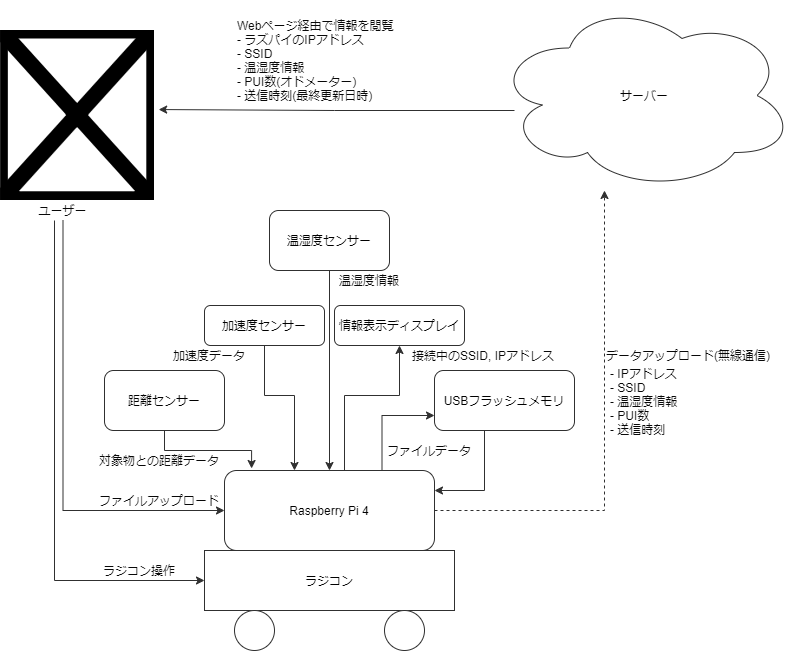 Webページ経由で情報を閲覧
- ラズパイのIPアドレス
- SSID
- 温湿度情報
- PUI数(オドメーター)
- 送信時刻(最終更新日時)
サーバー
ユーザー
温湿度センサー
温湿度情報
加速度センサー
情報表示ディスプレイ
加速度データ
接続中のSSID, IPアドレス
データアップロード(無線通信)
- IPアドレス
- SSID
- 温湿度情報
- PUI数
- 送信時刻
距離センサー
USBフラッシュメモリ
対象物との距離データ
ファイルデータ
ファイルアップロード
Raspberry Pi 4
ラジコン操作
ラジコン